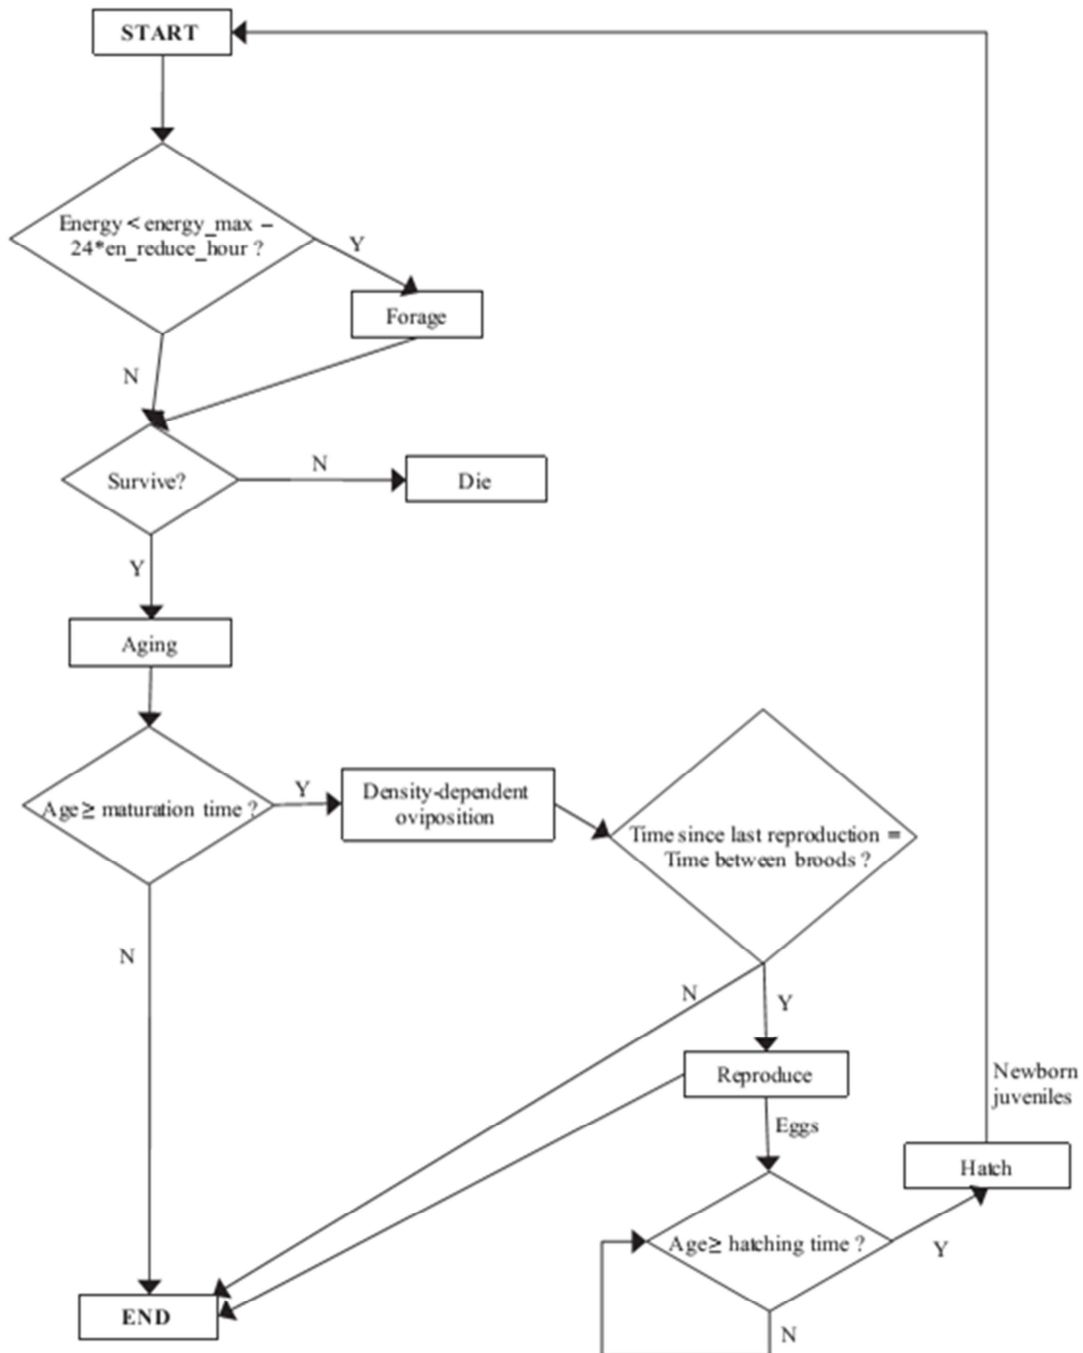 START
Energy < energy_max –
24*en_reduce_hour ?
Y
Forage
N
Survive?
N
Die
Y
Aging
Age≥ maturation time ?
Y
Density-dependent
oviposition
Time since last reproduction =
Time between broods ?
N
N
Y
Reproduce
Eggs
Newborn
juveniles
Hatch
Age≥ hatching time ?
Y
N
END